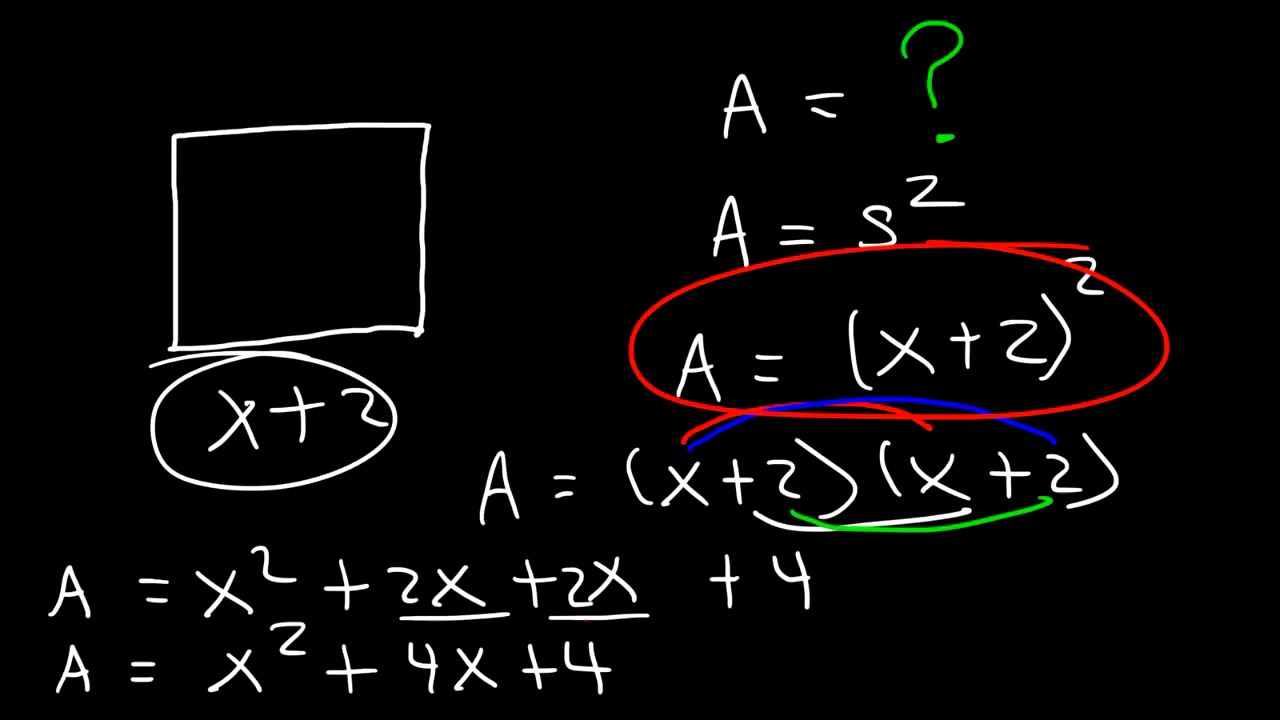 A = ?
A = s²
A = (x+2)²
x+2
A = (x+2)(x+2)
A = x² + 2x + 2x + 4
A = x² + 4x + 4